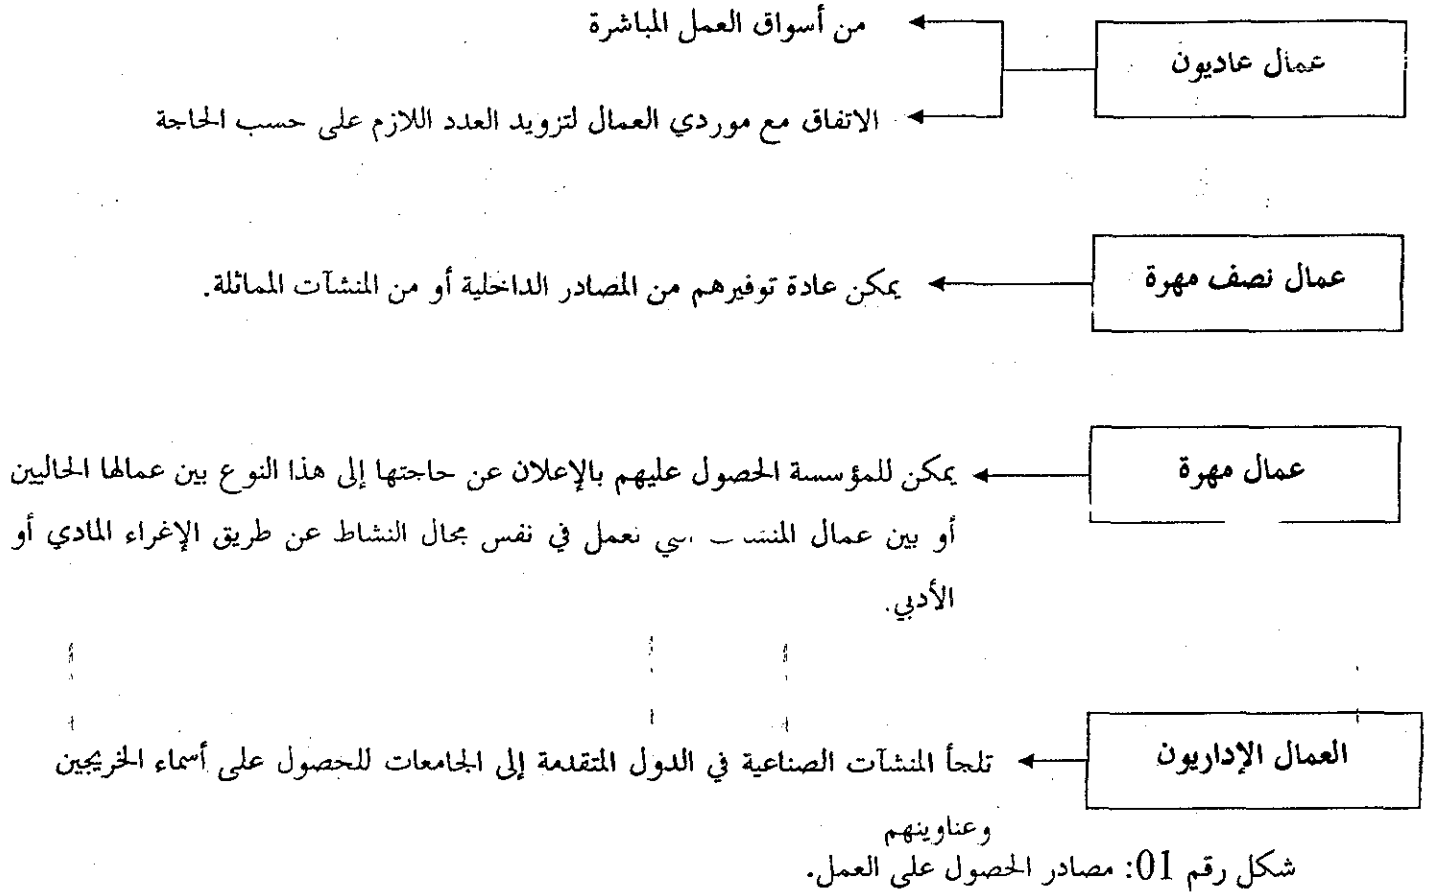 عمال عاديون
من أسواق العمل المباشرة
الاتفاق مع موردي العمال لتزويد العدد اللازم على حسب الحاجة
عمال نصف مهرة
يمكن عادة توفيرهم من المصادر الداخلية أو من المنشآت المماثلة.
عمال مهرة
يمكن للمؤسسة الحصول عليهم بالإعلان عن حاجتها إلى هذا النوع بين عمالها الحاليين
أو بين عمال تعمل في نفس مجال النشاط عن طريق الإغراء المادي أو
الأدبي.
العمال الإداريون
تلجأ المنشآت الصناعية في الدول المتقدمة إلى الجامعات للحصول على أسماء الخريجين
وعناوينهم
شكل رقم 01: مصادر الحصول على العمل.